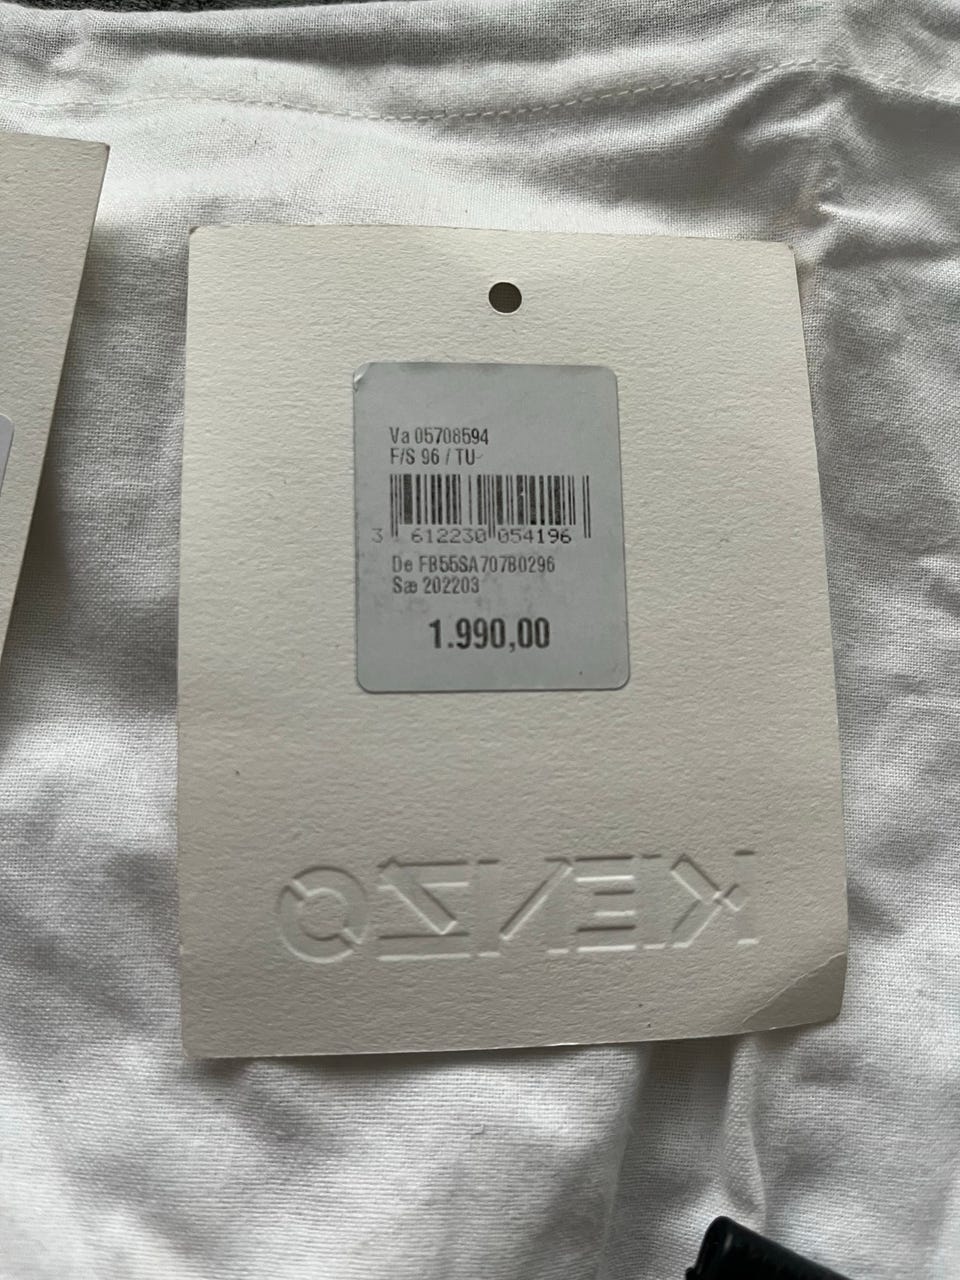 Va 05708594
F/S 96 / TU
3 612230 054196
De FB55SA707B0296
Sæ 202203
1.990,00
KENZO